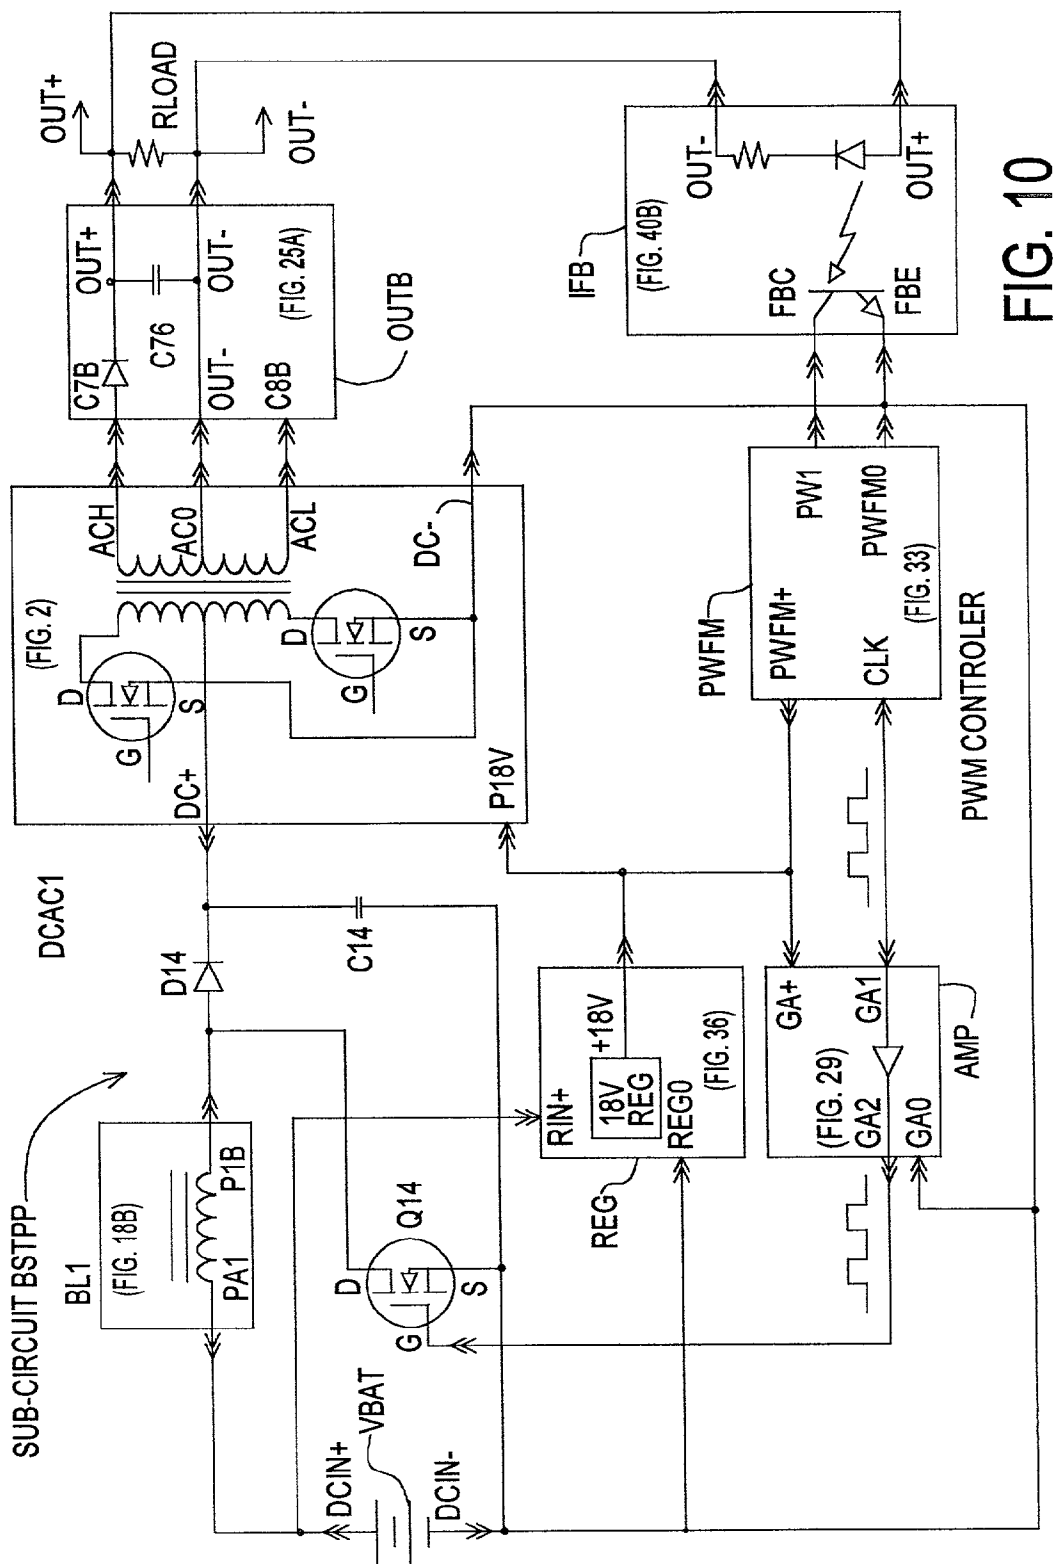 SUB-CIRCUIT BSTPP
BL1
(FIG. 18B)
PA1
P1B
D14
DCAC1
C14
DCIN+
VBAT
DCIN-
D
Q14
G
S
(FIG. 2)
D
G
S
DC+
D
G
S
DC-
P18V
ACH
AC0
ACL
C7B
OUT+
C76
OUT-
OUT-
C8B
(FIG. 25A)
OUTB
OUT+
RLOAD
OUT-
RIN+
18V
REG
+18V
REG0
(FIG. 36)
REG
GA+
GA1
(FIG. 29)
GA2
GA0
AMP
PWFM
PWFM+
PW1
CLK
PWFM0
(FIG. 33)
PWM CONTROLER
IFB
(FIG. 40B)
OUT-
FBC
FBE
OUT+
FIG. 10